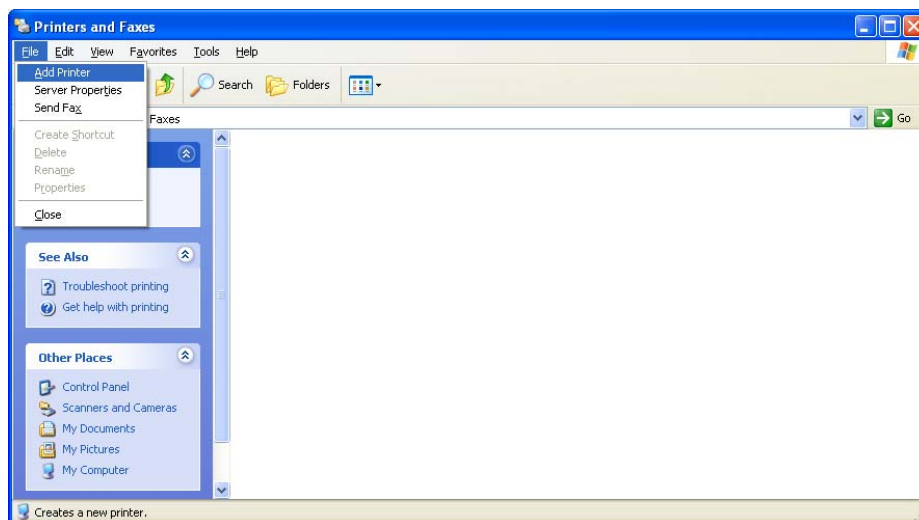 Printers and Faxes
File Edit View Favorites Tools Help
Add Printer
Server Properties
Send Fax
Create Shortcut
Delete
Rename
Properties
Close
Search Folders
Faxes Go
See Also
Troubleshoot printing
Get help with printing
Other Places
Control Panel
Scanners and Cameras
My Documents
My Pictures
My Computer
Creates a new printer.